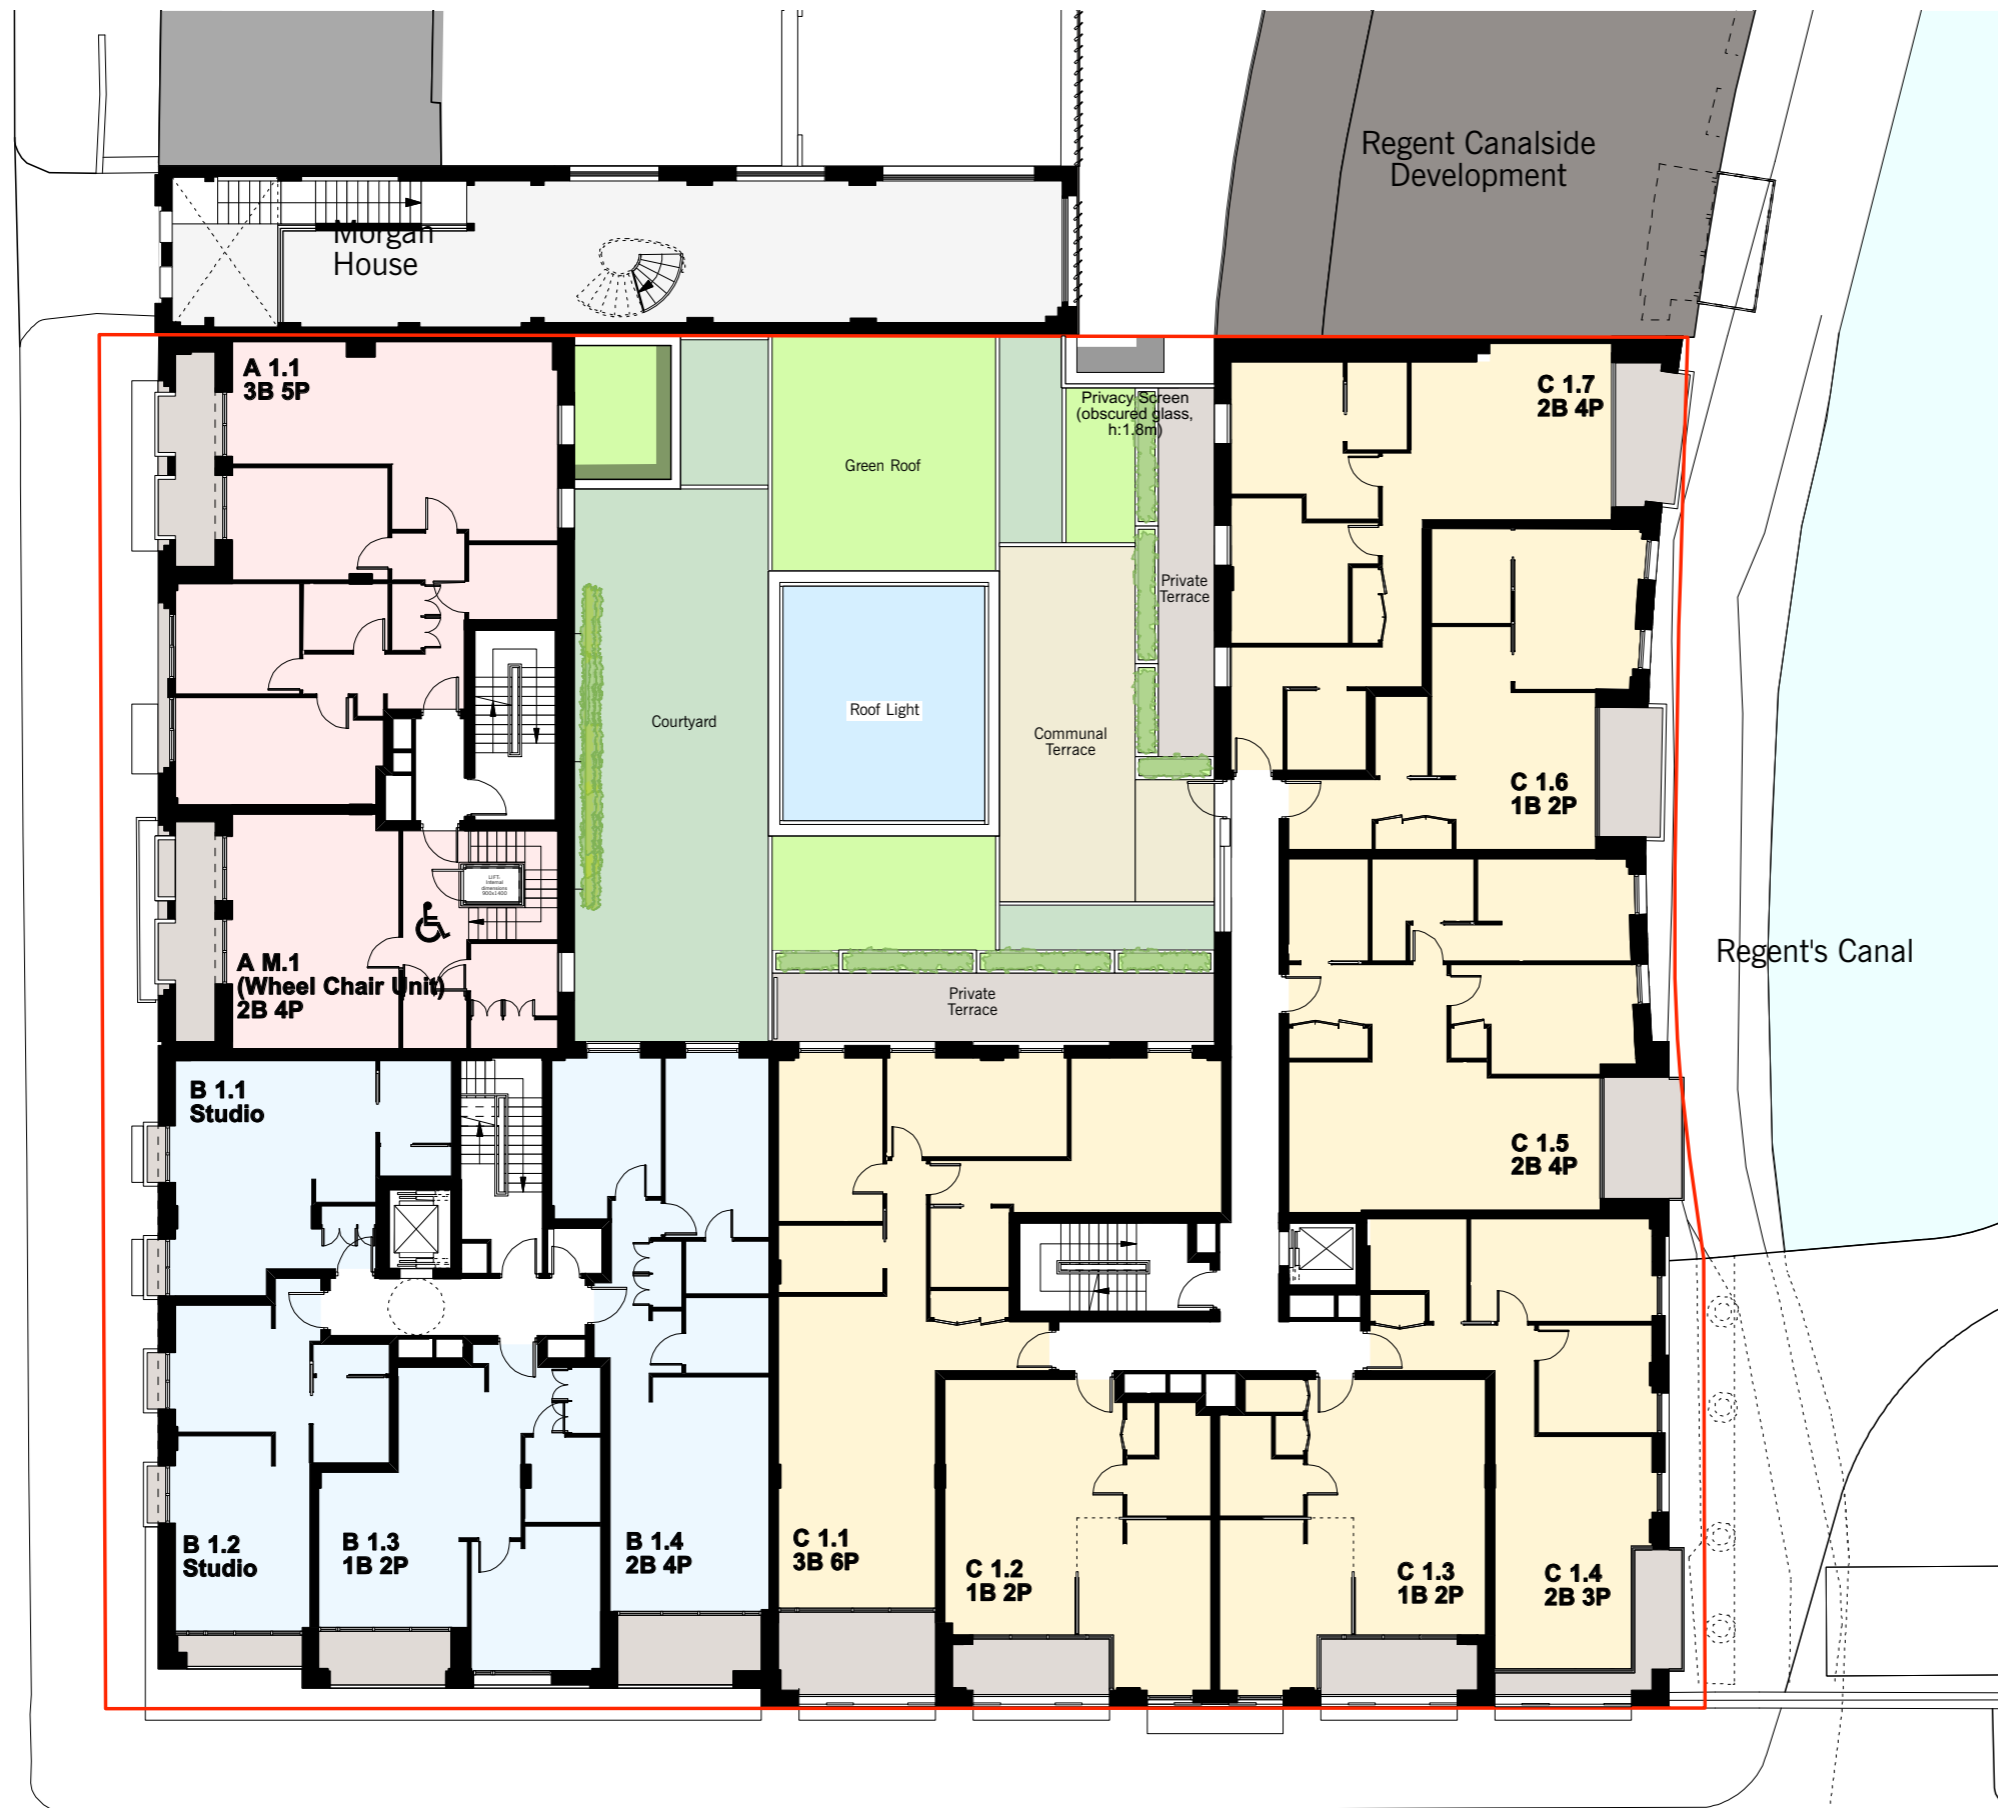 Regent Canalside
Development
Morgan
House
A 1.1
3B 5P
C 1.7
2B 4P
Privacy Screen
(obscured glass,
h:1.8m)
Green Roof
Private
Terrace
Roof Light
Courtyard
Communal
Terrace
C 1.6
1B 2P
LIFT:
Internal
dimensions
900x1400
A M.1
(Wheel Chair Unit)
2B 4P
Regent's Canal
Private
Terrace
B 1.1
Studio
C 1.5
2B 4P
B 1.2
Studio
B 1.3
1B 2P
B 1.4
2B 4P
C 1.1
3B 6P
C 1.2
1B 2P
C 1.3
1B 2P
C 1.4
2B 3P